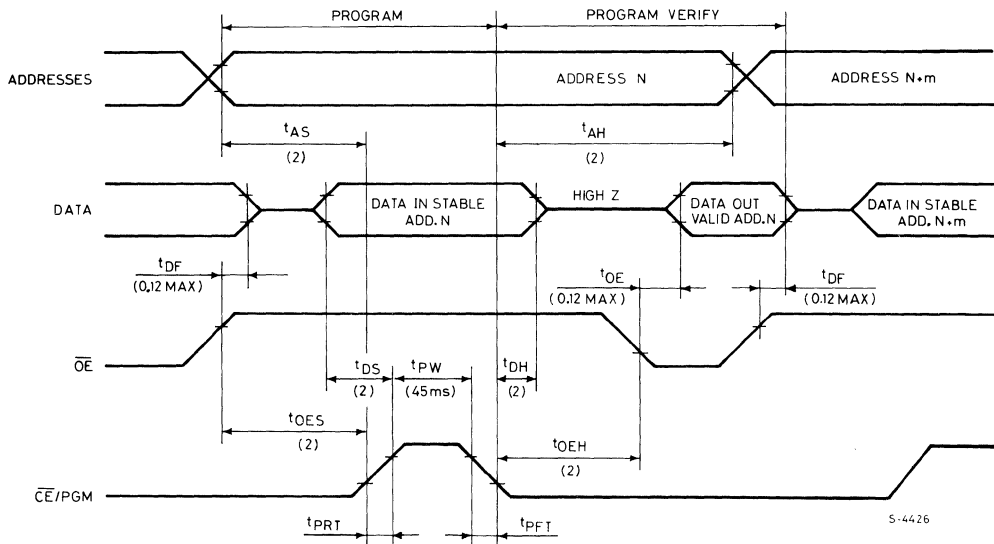 PROGRAM
PROGRAM VERIFY
ADDRESSES
ADDRESS N
ADDRESS N+m
tAS
(2)
tAH
(2)
DATA
DATA IN STABLE
ADD. N
HIGH Z
DATA OUT
VALID ADD.N
DATA IN STABLE
ADD. N+m
tDF
(0.12 MAX)
tOE
(0.12 MAX)
tDF
(0.12 MAX)
OE
tDS
(2)
tPW
(45ms)
tDH
(2)
tOES
(2)
tOEH
(2)
CE/PGM
S-4426
tPRT
tPFT